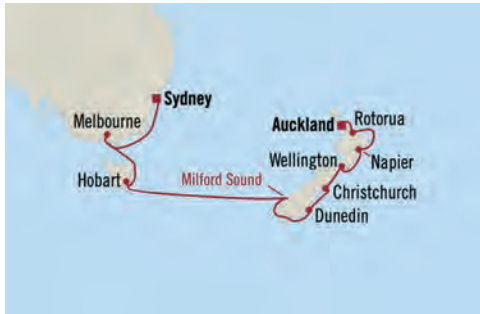 Sydney
Melbourne
Auckland
Rotorua
Wellington
Napier
Hobart
Milford Sound
Christchurch
Dunedin